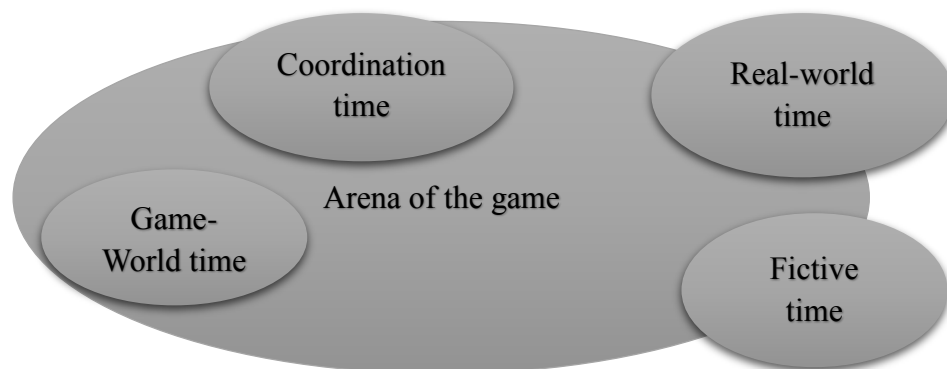 Coordination
time
Real-world
time
Arena of the game
Game-
World time
Fictive
time